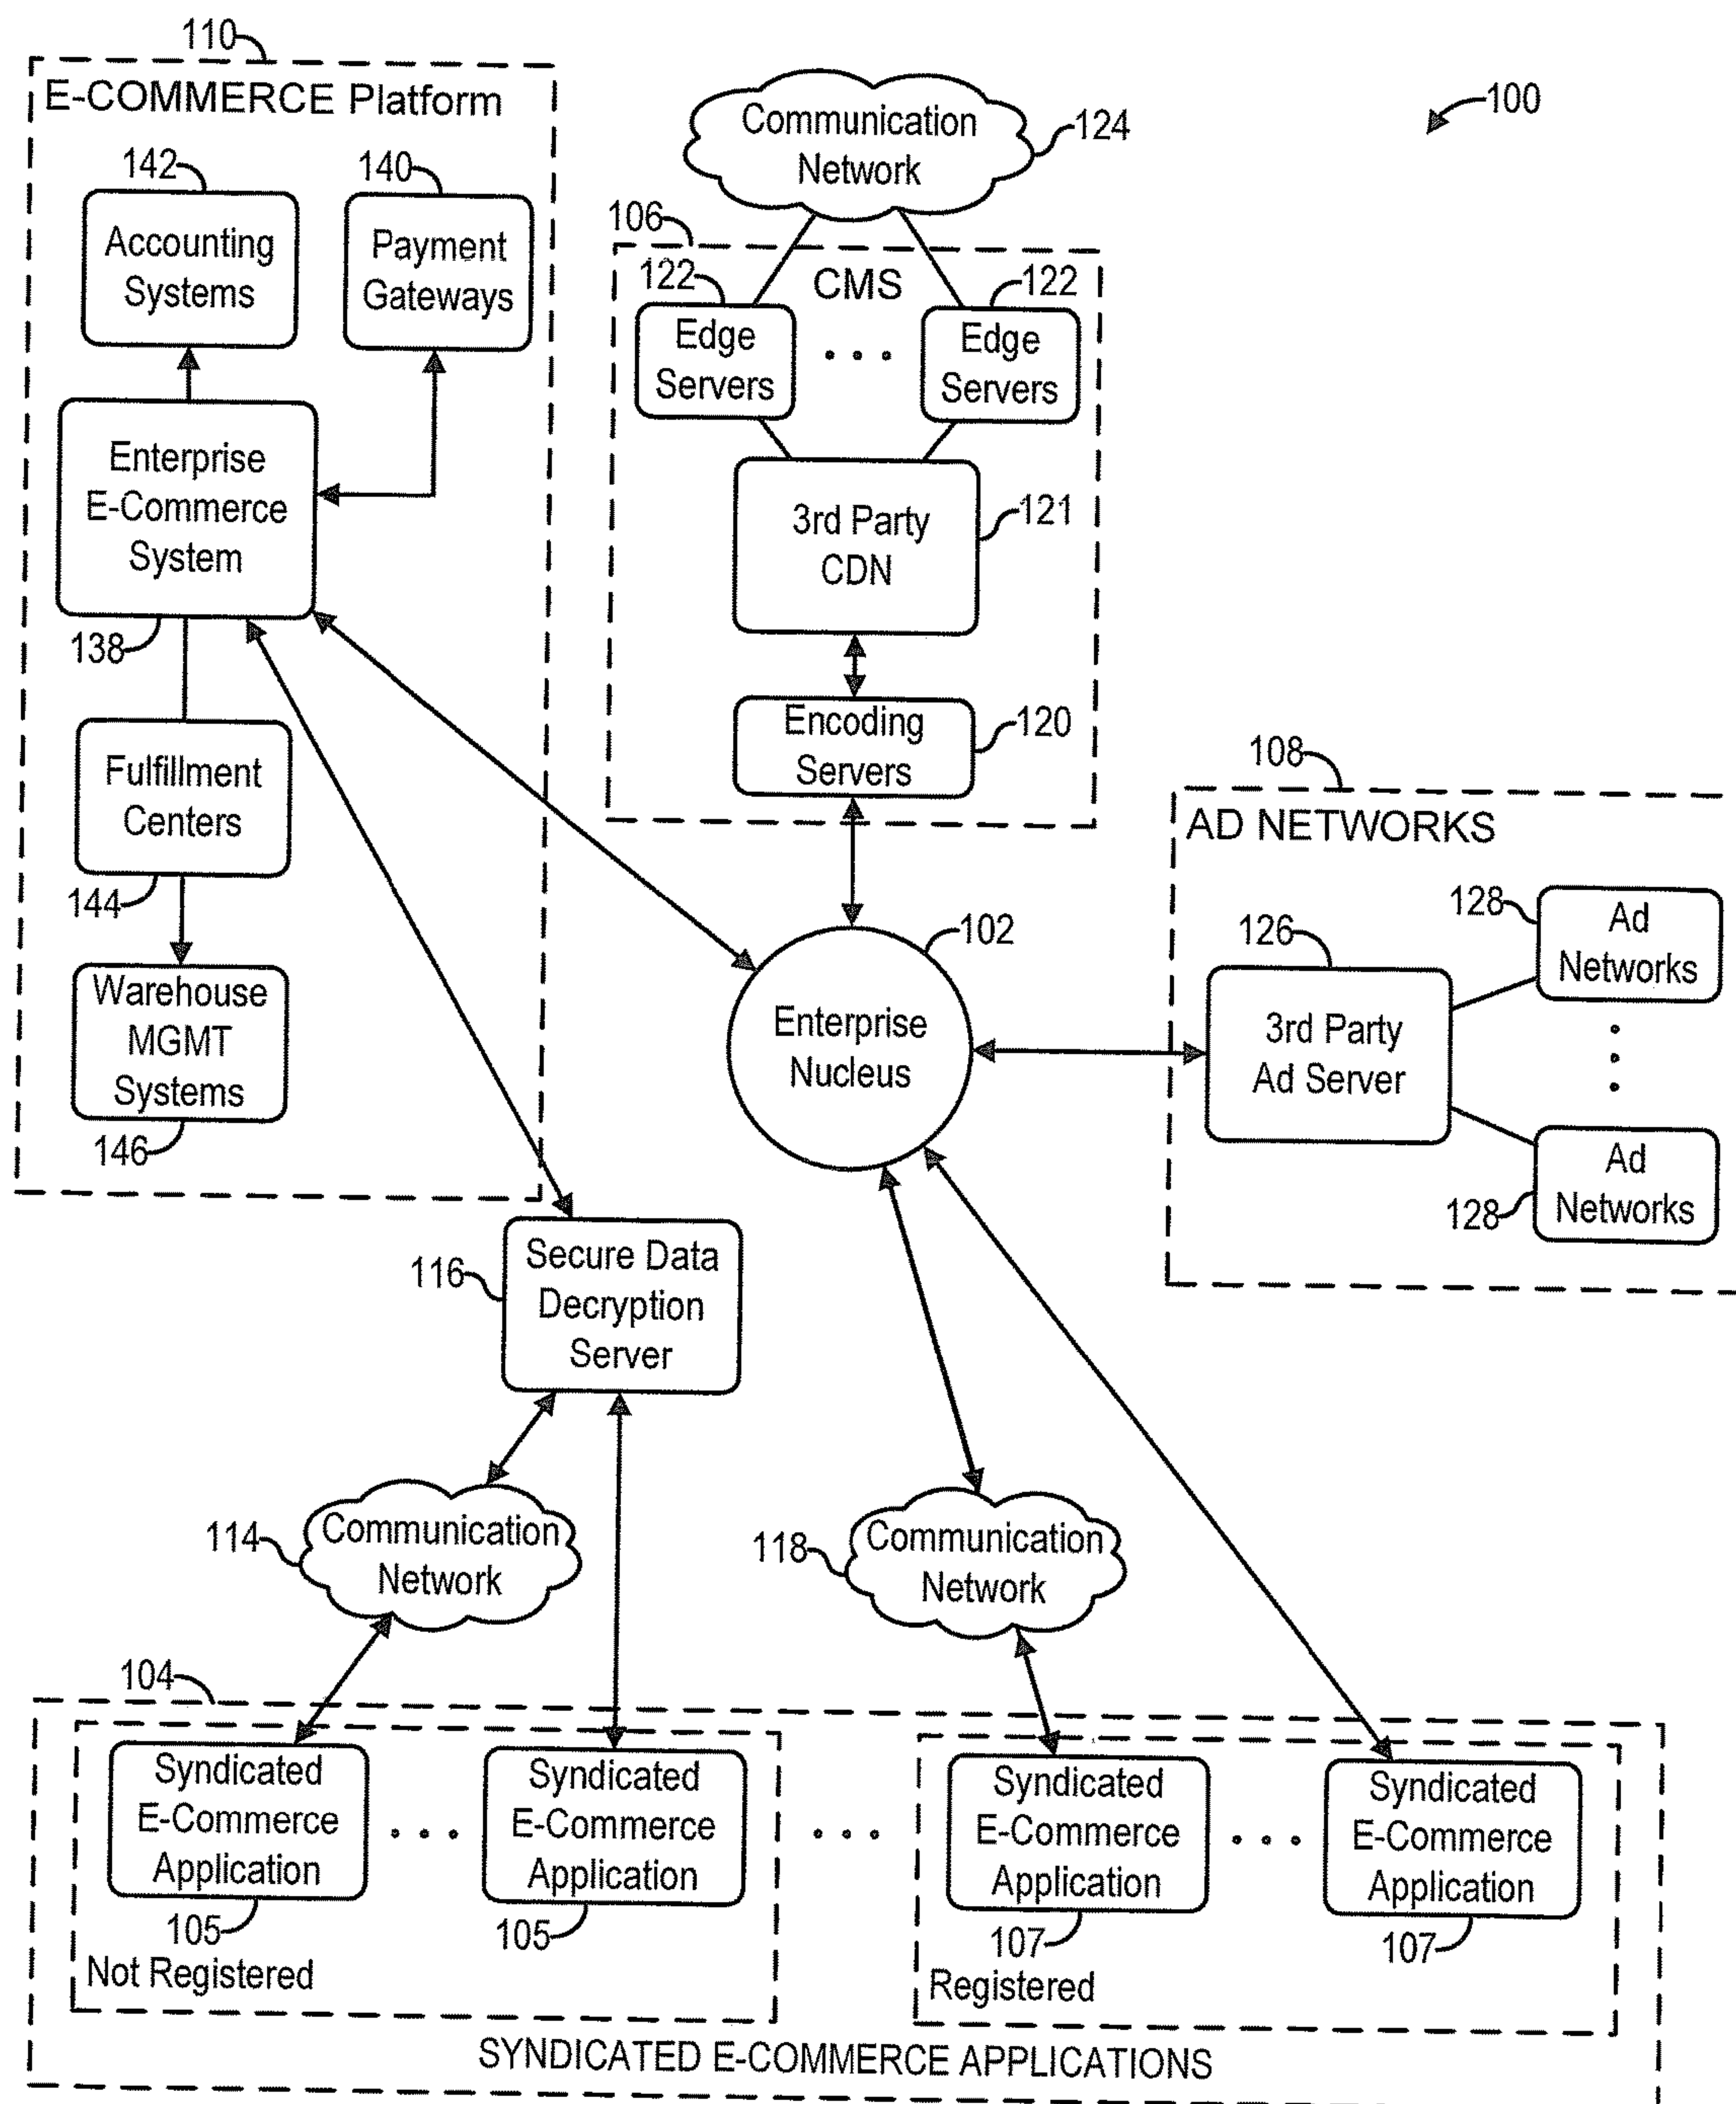 110
E-COMMERCE Platform
142
Accounting
Systems
140
Payment
Gateways
Enterprise
E-Commerce
System
138
Fulfillment
Centers
144
Warehouse
MGMT
Systems
146
Communication
Network
124
100
106
CMS
122
Edge
Servers
122
Edge
Servers
3rd Party
CDN
121
Encoding
Servers
120
108
AD NETWORKS
128
Ad
Networks
126
3rd Party
Ad Server
Ad
Networks
128
102
Enterprise
Nucleus
116
Secure Data
Decryption
Server
114
Communication
Network
118
Communication
Network
104
Syndicated
E-Commerce
Application
105
Syndicated
E-Commerce
Application
105
Not Registered
Syndicated
E-Commerce
Application
107
Syndicated
E-Commerce
Application
107
Registered
SYNDICATED E-COMMERCE APPLICATIONS